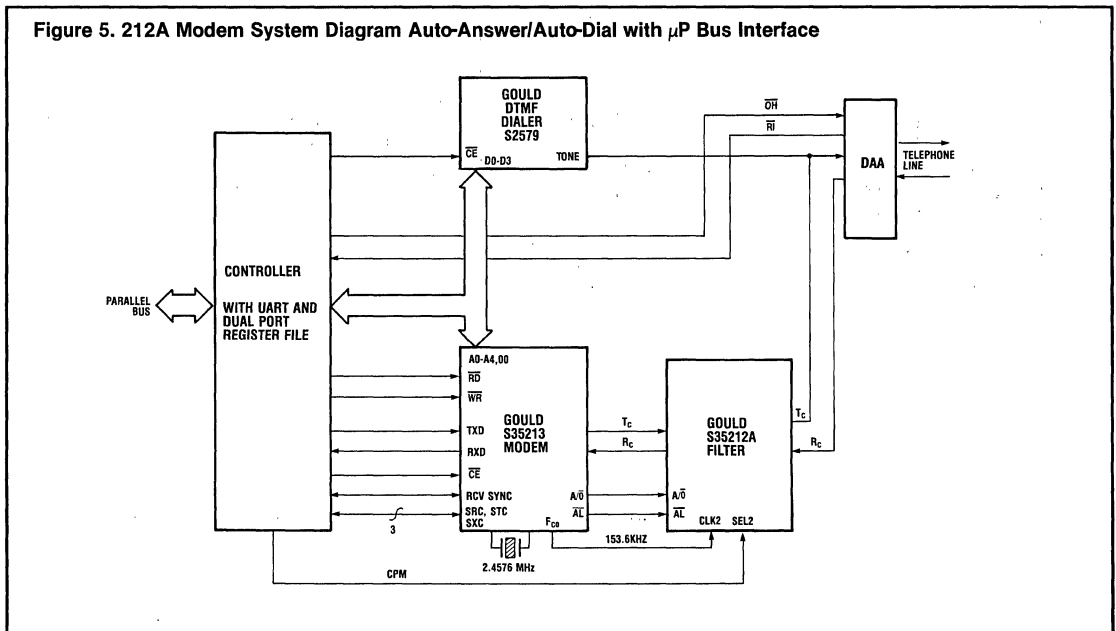 Figure 5. 212A Modem System Diagram Auto-Answer/Auto-Dial with μP Bus Interface
GOULD
DTMF
DIALER
S2579
CE
D0-D3
TONE
OH
RI
DAA
TELEPHONE
LINE
CONTROLLER
WITH UART AND
DUAL PORT
REGISTER FILE
PARALLEL
BUS
A0-A4,00
RD
WR
TXD
RXD
CE
RCV SYNC
SRC, STC
SXC
3
GOULD
S35213
MODEM
A/0
AL
FC0
TC
RC
GOULD
S35212A
FILTER
A/0
AL
CLK2 SEL2
TC
RC
153.6KHZ
2.4576 MHz
CPM